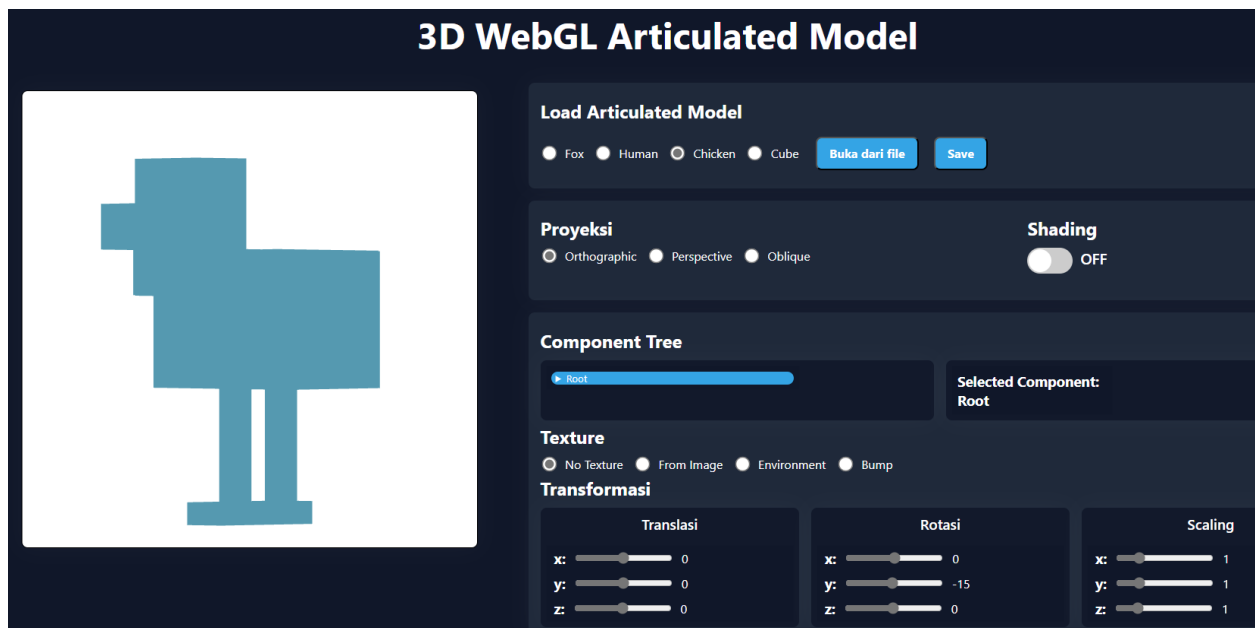 3D WebGL Articulated Model
Load Articulated Model
Fox Human Chicken Cube Buka dari file Save
Proyeksi
Orthographic Perspective Oblique
Shading
OFF
Component Tree
Root
Selected Component:
Root
Texture
No Texture From Image Environment Bump
Transformasi
Translasi
x: 0
y: 0
z: 0
Rotasi
x: 0
y: -15
z: 0
Scaling
x: 1
y: 1
z: 1